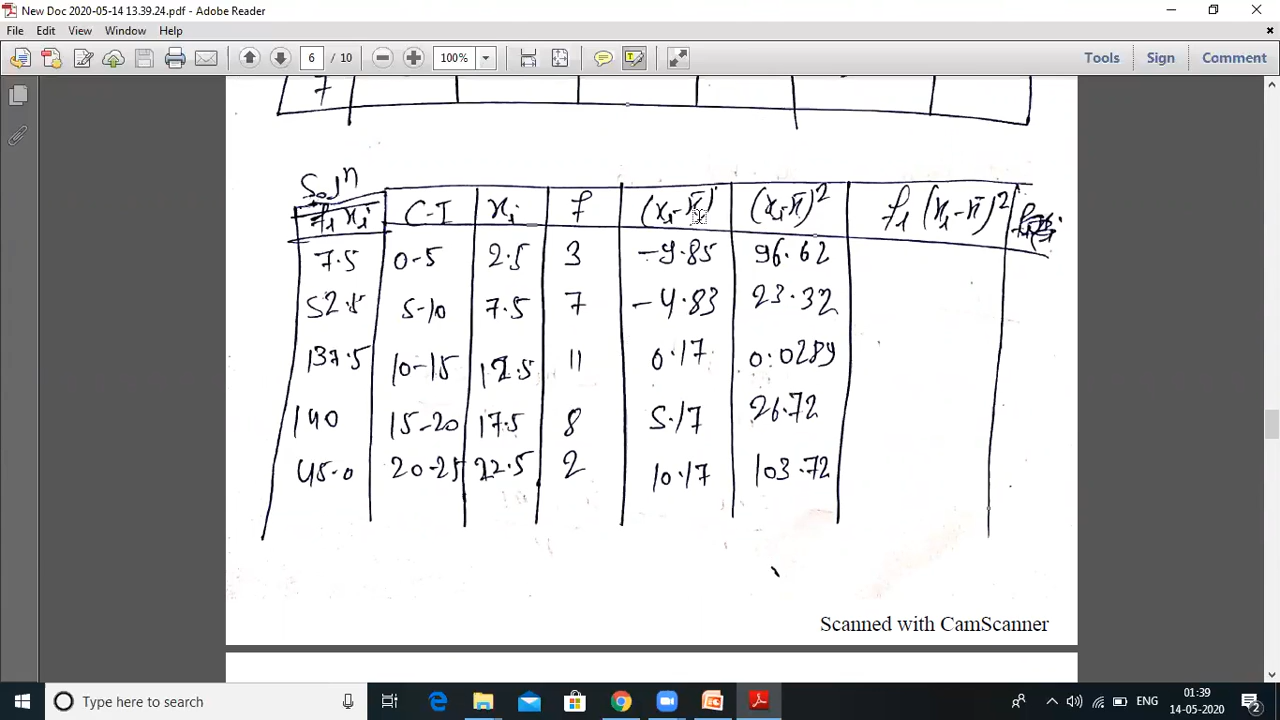 New Doc 2020-05-14 13.39.24.pdf - Adobe Reader
File Edit View Window Help
6 / 10 100% Tools Sign Comment
7
Solⁿ
fᵢ xᵢ C-I xᵢ f (xᵢ-x̄) (xᵢ-x̄)² fᵢ (xᵢ-x̄)²
7.5 0-5 2.5 3 -9.85 96.62
52.5 5-10 7.5 7 -4.83 23.32
137.5 10-15 12.5 11 0.17 0.0289
140 15-20 17.5 8 5.17 26.72
45.0 20-25 22.5 2 10.17 103.72
Scanned with CamScanner
Type here to search
ENG 01:39
14-05-2020
2